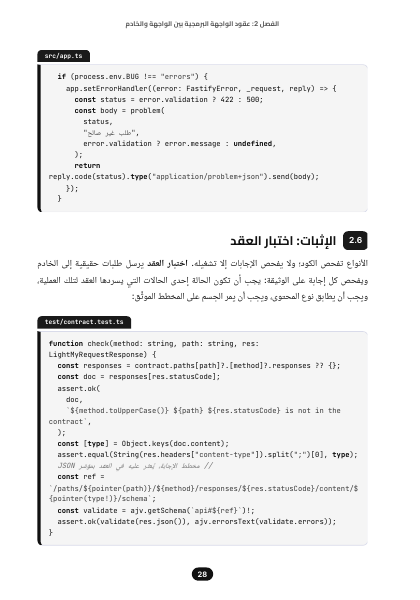 الفصل 2: عقود الواجهة البرمجية بين الواجهة والخادم
src/app.ts
if (process.env.BUG !== "errors") {
app.setErrorHandler((error: FastifyError, _request, reply) => {
const status = error.validation ? 422 : 500;
const body = problem(
status,
"طلب غير صالح",
error.validation ? error.message : undefined,
);
return
reply.code(status).type("application/problem+json").send(body);
});
}
2.6 الإثبات: اختبار العقد
الأنواع تفحص الكود؛ ولا يفحص الإجابات إلا تشغيله. اختبار العقد يرسل طلبات حقيقية إلى الخادم
ويفحص كل إجابة على الوثيقة: يجب أن تكون الحالة إحدى الحالات التي يسردها العقد لتلك العملية،
ويجب أن يطابق نوع المحتوى، ويجب أن يمر الجسم على المخطط الموثَّق:
test/contract.test.ts
function check(method: string, path: string, res:
LightMyRequestResponse) {
const responses = contract.paths[path]?.[method]?.responses ?? {};
const doc = responses[res.statusCode];
assert.ok(
doc,
`${method.toUpperCase()} ${path} ${res.statusCode} is not in the
contract`,
);
const [type] = Object.keys(doc.content);
assert.equal(String(res.headers["content-type"]).split(";")[0], type);
// مخطط الإجابة، يُعثر عليه في العقد بمؤشر JSON
const ref =
`/paths/${pointer(path)}/${method}/responses/${res.statusCode}/content/$
{pointer(type!)}/schema`;
const validate = ajv.getSchema(`api#${ref}`)!;
assert.ok(validate(res.json()), ajv.errorsText(validate.errors));
}
28